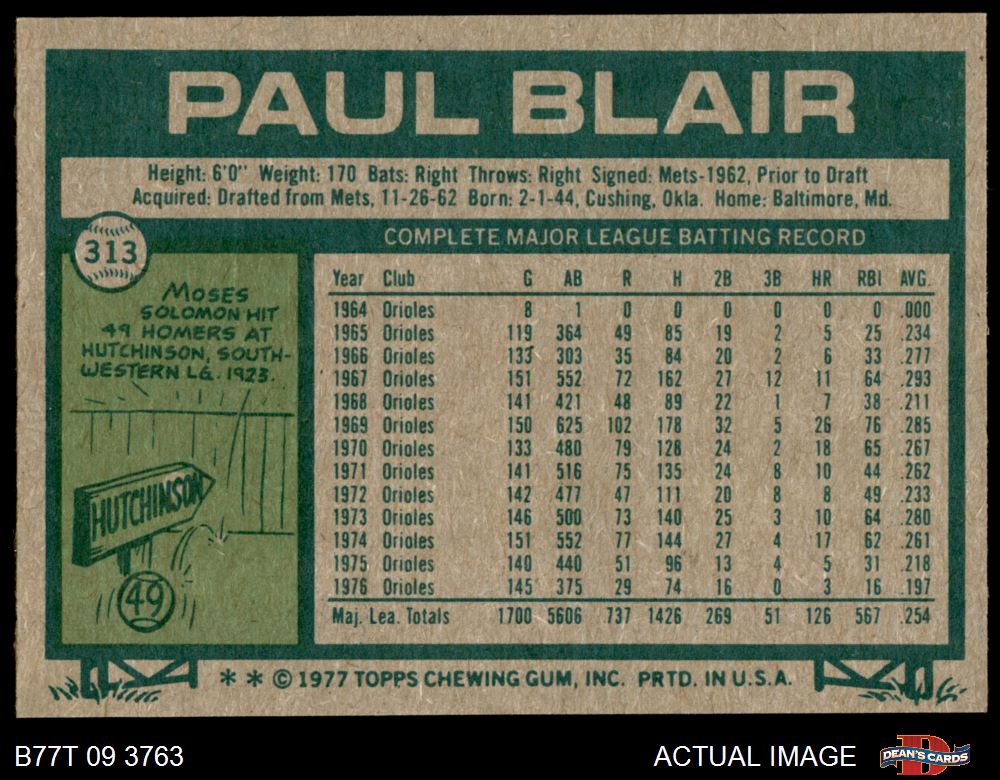 PAUL BLAIR
Height: 6'0" Weight: 170 Bats: Right Throws: Right Signed: Mets-1962, Prior to Draft
Acquired: Drafted from Mets, 11-26-62 Born: 2-1-44, Cushing, Okla. Home: Baltimore, Md.
313
MOSES
SOLOMON HIT
49 HOMERS AT
HUTCHINSON, SOUTH-
WESTERN LG. 1923.
HUTCHINSON
49
COMPLETE MAJOR LEAGUE BATTING RECORD
Year Club G AB R H 2B 3B HR RBI AVG.
1964 Orioles 8 1 0 0 0 0 0 0 .000
1965 Orioles 119 364 49 85 19 2 5 25 .234
1966 Orioles 133 303 35 84 20 2 6 33 .277
1967 Orioles 151 552 72 162 27 12 11 64 .293
1968 Orioles 141 421 48 89 22 1 7 38 .211
1969 Orioles 150 625 102 178 32 5 26 76 .285
1970 Orioles 133 480 79 128 24 2 18 65 .267
1971 Orioles 141 516 75 135 24 8 10 44 .262
1972 Orioles 142 477 47 111 20 8 8 49 .233
1973 Orioles 146 500 73 140 25 3 10 64 .280
1974 Orioles 151 552 77 144 27 4 17 62 .261
1975 Orioles 140 440 51 96 13 4 5 31 .218
1976 Orioles 145 375 29 74 16 0 3 16 .197
Maj. Lea. Totals 1700 5606 737 1426 269 51 126 567 .254
* * © 1977 TOPPS CHEWING GUM, INC. PRTD. IN U.S.A.
B77T 09 3763 ACTUAL IMAGE D DEAN'S CARDS